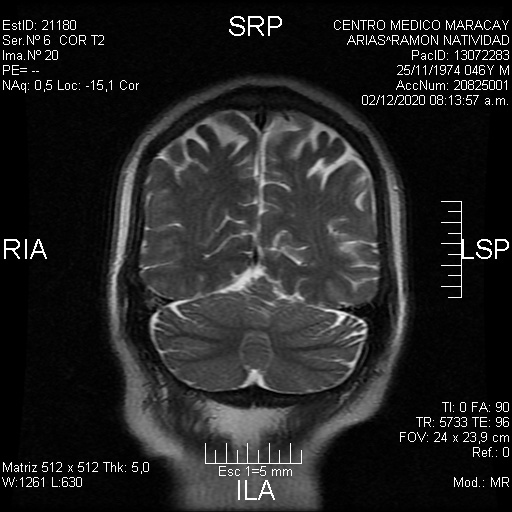 EstID: 21180
Ser.Nº 6 COR T2
Ima.Nº 20
PE= --
NAq: 0,5 Loc: -15,1 Cor
SRP
CENTRO MEDICO MARACAY
ARIAS^RAMON NATIVIDAD
PacID: 13072283
25/11/1974 046Y M
AccNum: 20825001
02/12/2020 08:13:57 a.m.
RIA
LSP
TI: 0 FA: 90
TR: 5733 TE: 96
FOV: 24 x 23,9 cm
Ref.: 0
Mod.: MR
Matriz 512 x 512 Thk: 5,0
W:1261 L:630
Esc 1=5 mm
ILA